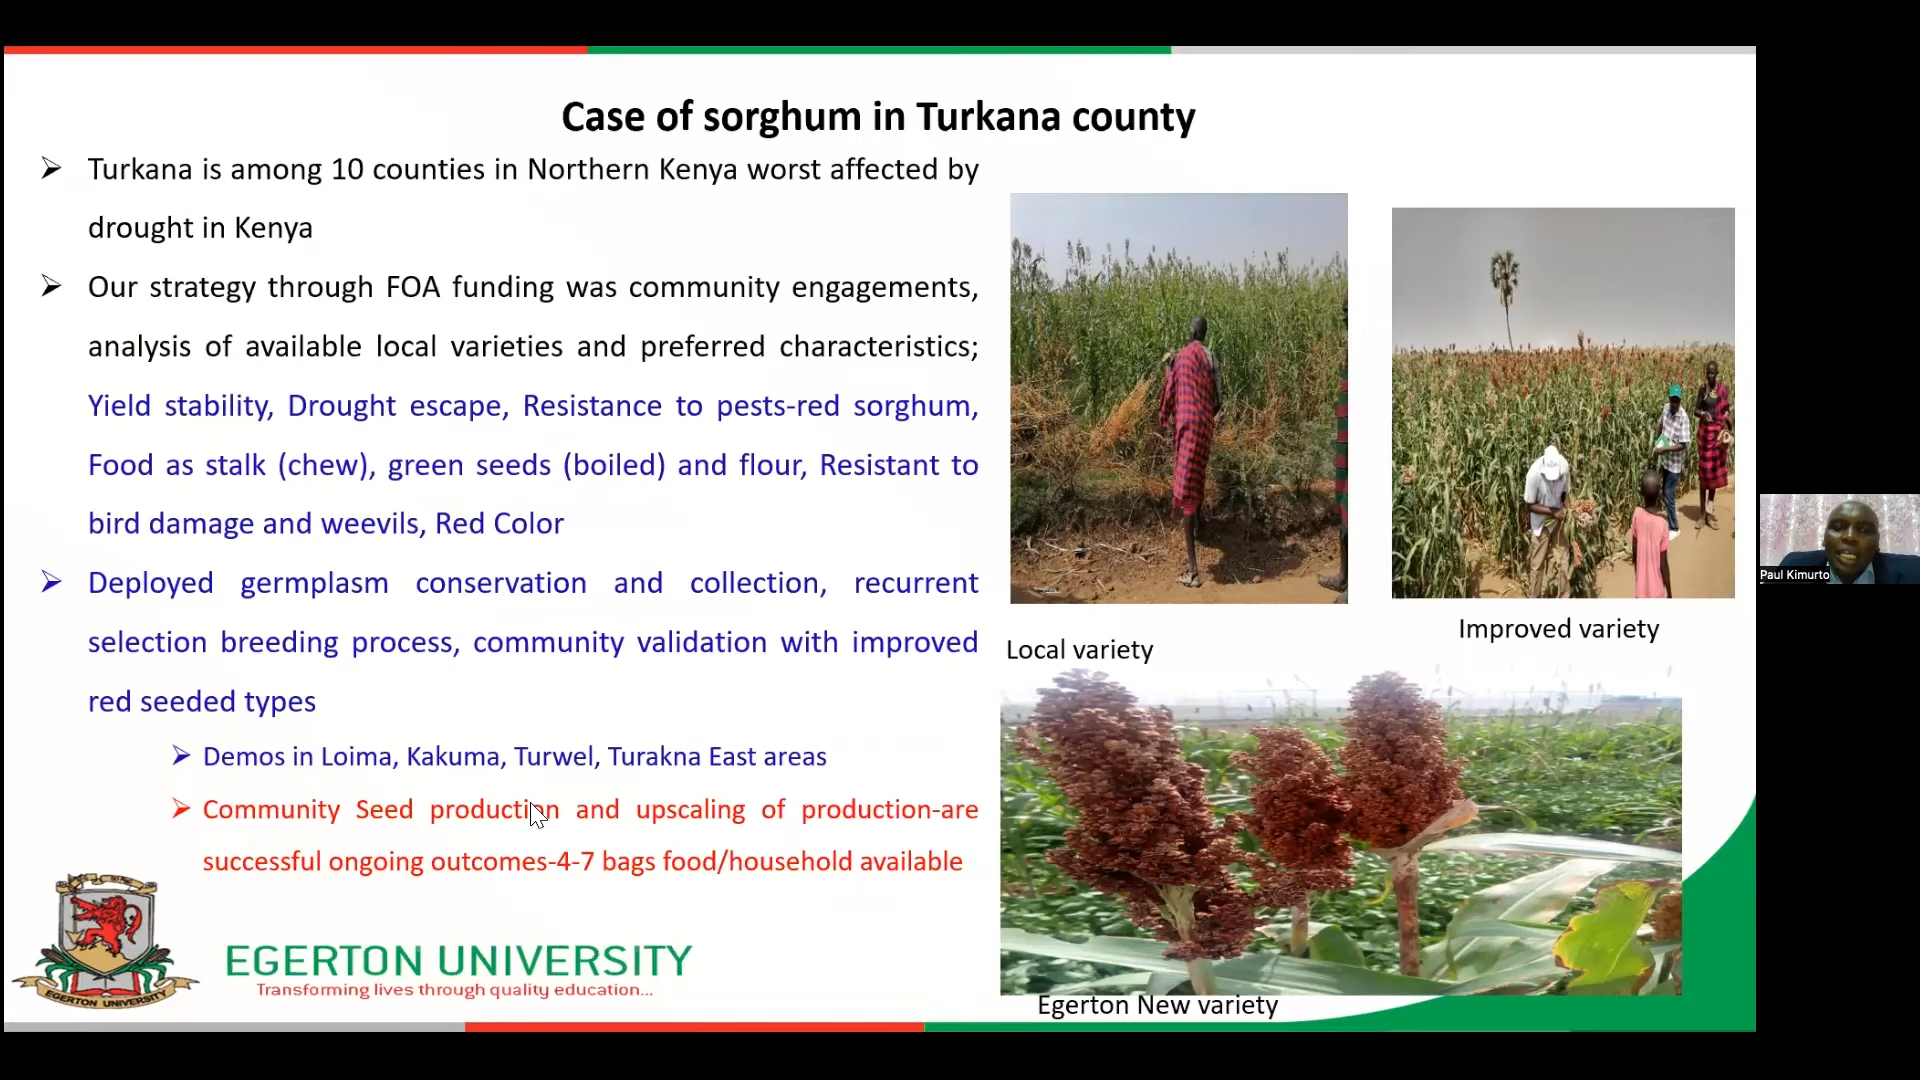 Case of sorghum in Turkana county
Turkana is among 10 counties in Northern Kenya worst affected by
drought in Kenya
Our strategy through FOA funding was community engagements,
analysis of available local varieties and preferred characteristics;
Yield stability, Drought escape, Resistance to pests-red sorghum,
Food as stalk (chew), green seeds (boiled) and flour, Resistant to
bird damage and weevils, Red Color
Deployed germplasm conservation and collection, recurrent
selection breeding process, community validation with improved
red seeded types
Demos in Loima, Kakuma, Turwel, Turakna East areas
Community Seed production and upscaling of production-are
successful ongoing outcomes-4-7 bags food/household available
Local variety
Improved variety
Egerton New variety
EGERTON UNIVERSITY
EGERTON UNIVERSITY
Transforming lives through quality education...
Paul Kimurto